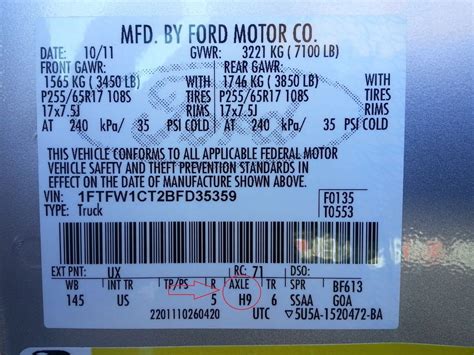 MFD. BY FORD MOTOR CO.
DATE: 10/11 GVWR: 3221 KG (7100 LB)
FRONT GAWR: REAR GAWR:
1565 KG (3450 LB) 1746 KG (3850 LB)
P255/65R17 108S TIRES P255/65R17 108S TIRES
17x7.5J RIMS 17x7.5J RIMS
AT 240 kPa/ 35 PSI COLD AT 240 kPa/ 35 PSI COLD
THIS VEHICLE CONFORMS TO ALL APPLICABLE FEDERAL MOTOR
VEHICLE SAFETY AND THEFT PREVENTION STANDARDS IN
EFFECT ON THE DATE OF MANUFACTURE SHOWN ABOVE.
VIN: 1FTFW1CT2BFD35359 F0135
TYPE: Truck T0553
EXT PNT: UX RC: 71 DSO:
WB INT TR TP/PS R AXLE TR SPR BF613
145 US 5 H9 6 SSAA GOA
2201110260420 UTC ▽5U5A-1520472-BA